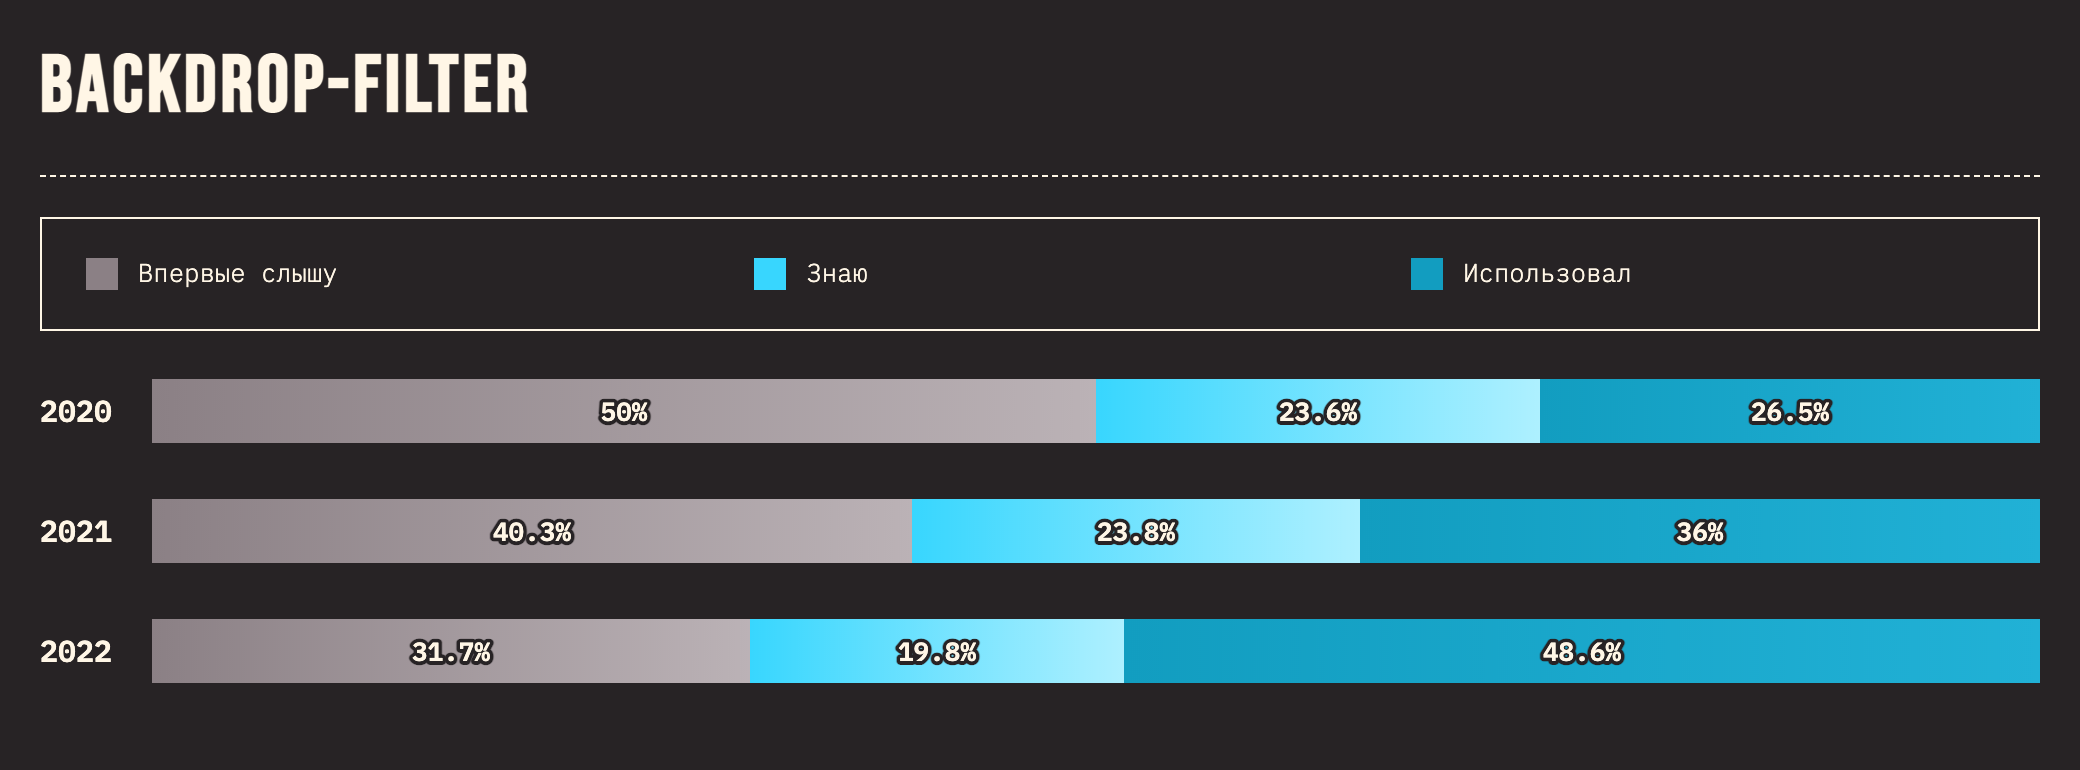 BACKDROP-FILTER
Впервые слышу Знаю Использовал
2020 50% 23.6% 26.5%
2021 40.3% 23.8% 36%
2022 31.7% 19.8% 48.6%